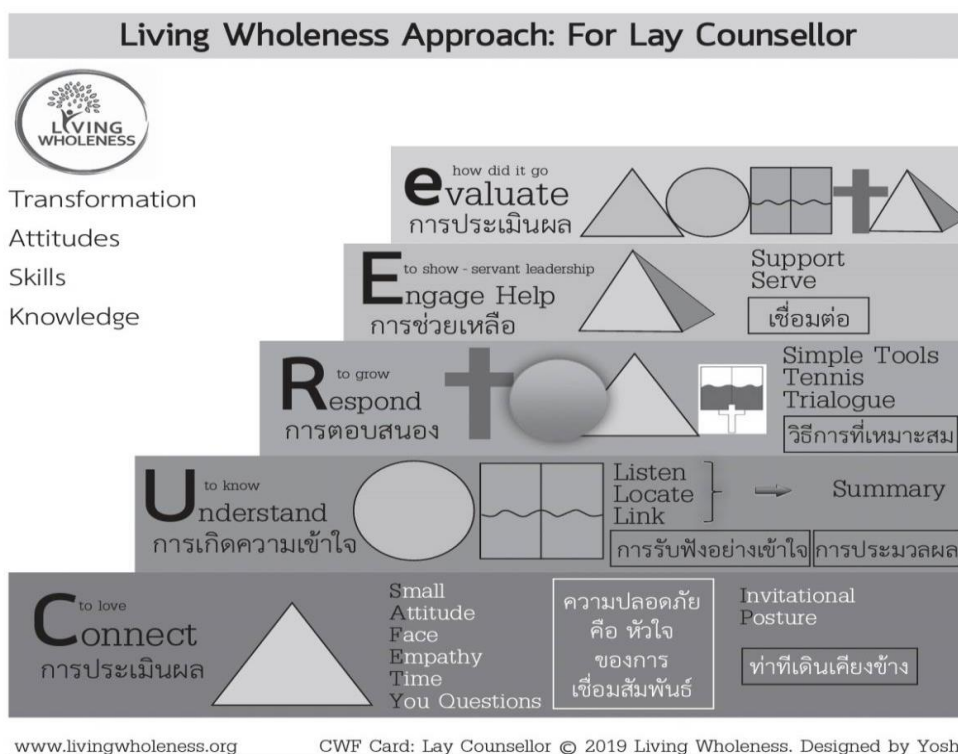 Living Wholeness Approach: For Lay Counsellor
LIVING
WHOLENESS
Transformation
Attitudes
Skills
Knowledge
how did it go
evaluate
การประเมินผล
to show - servant leadership
Engage Help
การช่วยเหลือ
Support
Serve
เชื่อมต่อ
to grow
Respond
การตอบสนอง
Simple Tools
Tennis
Trialogue
วิธีการที่เหมาะสม
to know
Understand
การเกิดความเข้าใจ
Listen
Locate
Link
Summary
การรับฟังอย่างเข้าใจ
การประมวลผล
to love
Connect
การประเมินผล
Small
Attitude
Face
Empathy
Time
You Questions
ความปลอดภัย
คือ หัวใจ
ของการ
เชื่อมสัมพันธ์
Invitational
Posture
ท่าทีเดินเคียงข้าง
www.livingwholeness.org
CWF Card: Lay Counsellor © 2019 Living Wholeness. Designed by Yosh